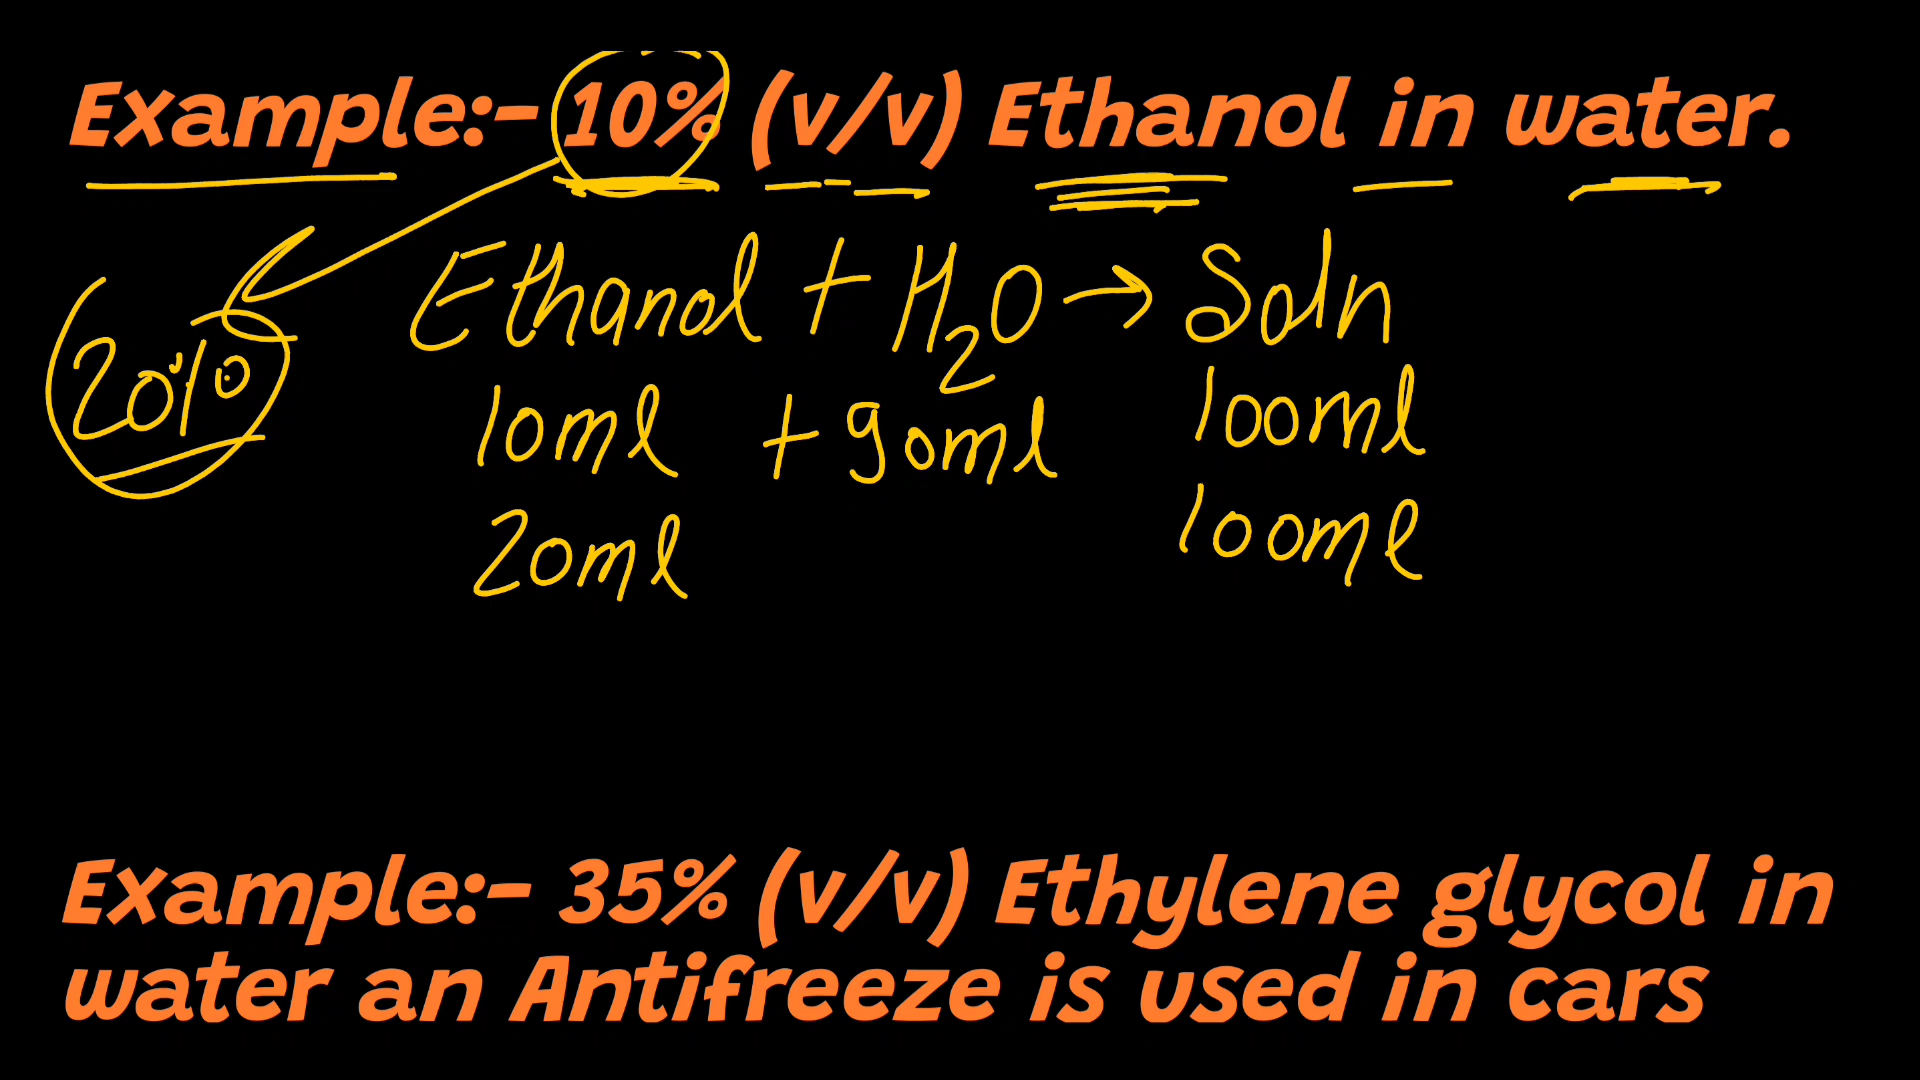 Example:- 10% (v/v) Ethanol in water.
Ethanol + H₂O → Soln
20%
10ml + 90ml 100ml
20ml 100ml
Example:- 35% (v/v) Ethylene glycol in
water an Antifreeze is used in cars